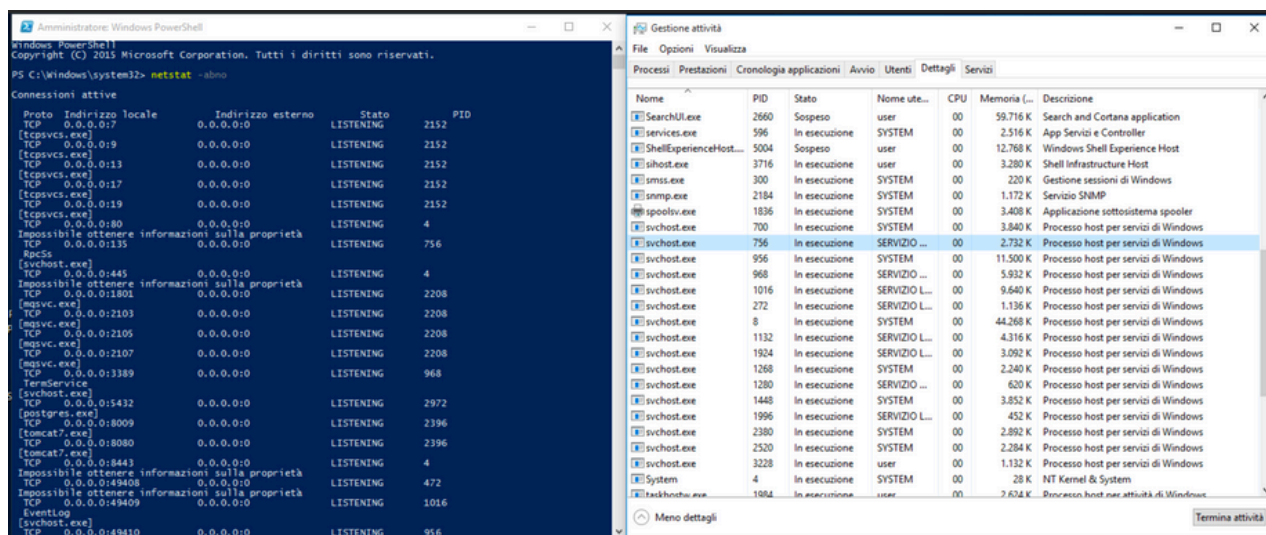 Amministratore: Windows PowerShell
Windows PowerShell
Copyright (C) 2015 Microsoft Corporation. Tutti i diritti sono riservati.
PS C:\Windows\system32> netstat -abno
Connessioni attive
Proto Indirizzo locale Indirizzo esterno Stato PID
TCP 0.0.0.0:7 0.0.0.0:0 LISTENING 2152
[tcpsvcs.exe]
TCP 0.0.0.0:9 0.0.0.0:0 LISTENING 2152
[tcpsvcs.exe]
TCP 0.0.0.0:13 0.0.0.0:0 LISTENING 2152
[tcpsvcs.exe]
TCP 0.0.0.0:17 0.0.0.0:0 LISTENING 2152
[tcpsvcs.exe]
TCP 0.0.0.0:19 0.0.0.0:0 LISTENING 2152
[tcpsvcs.exe]
TCP 0.0.0.0:80 0.0.0.0:0 LISTENING 4
Impossibile ottenere informazioni sulla proprietà
TCP 0.0.0.0:135 0.0.0.0:0 LISTENING 756
RpcSs
[svchost.exe]
TCP 0.0.0.0:445 0.0.0.0:0 LISTENING 4
Impossibile ottenere informazioni sulla proprietà
TCP 0.0.0.0:1801 0.0.0.0:0 LISTENING 2208
[mqsvc.exe]
TCP 0.0.0.0:2103 0.0.0.0:0 LISTENING 2208
[mqsvc.exe]
TCP 0.0.0.0:2105 0.0.0.0:0 LISTENING 2208
[mqsvc.exe]
TCP 0.0.0.0:2107 0.0.0.0:0 LISTENING 2208
[mqsvc.exe]
TCP 0.0.0.0:3389 0.0.0.0:0 LISTENING 968
TermService
[svchost.exe]
TCP 0.0.0.0:5432 0.0.0.0:0 LISTENING 2972
[postgres.exe]
TCP 0.0.0.0:8009 0.0.0.0:0 LISTENING 2396
[tomcat7.exe]
TCP 0.0.0.0:8080 0.0.0.0:0 LISTENING 2396
[tomcat7.exe]
TCP 0.0.0.0:8443 0.0.0.0:0 LISTENING 4
Impossibile ottenere informazioni sulla proprietà
TCP 0.0.0.0:49408 0.0.0.0:0 LISTENING 472
Impossibile ottenere informazioni sulla proprietà
TCP 0.0.0.0:49409 0.0.0.0:0 LISTENING 1016
EventLog
[svchost.exe]
TCP 0.0.0.0:49410 0.0.0.0:0 LISTENING 956
Gestione attività
File Opzioni Visualizza
Processi Prestazioni Cronologia applicazioni Avvio Utenti Dettagli Servizi
Nome PID Stato Nome ute... CPU Memoria (... Descrizione
SearchUI.exe 2660 Sospeso user 00 59.716 K Search and Cortana application
services.exe 596 In esecuzione SYSTEM 00 2.516 K App Servizi e Controller
ShellExperienceHost.... 5004 Sospeso user 00 12.768 K Windows Shell Experience Host
sihost.exe 3716 In esecuzione user 00 3.280 K Shell Infrastructure Host
smss.exe 300 In esecuzione SYSTEM 00 220 K Gestione sessioni di Windows
snmp.exe 2184 In esecuzione SYSTEM 00 1.172 K Servizio SNMP
spoolsv.exe 1836 In esecuzione SYSTEM 00 3.408 K Applicazione sottosistema spooler
svchost.exe 700 In esecuzione SYSTEM 00 3.840 K Processo host per servizi di Windows
svchost.exe 756 In esecuzione SERVIZIO ... 00 2.732 K Processo host per servizi di Windows
svchost.exe 956 In esecuzione SYSTEM 00 11.500 K Processo host per servizi di Windows
svchost.exe 968 In esecuzione SERVIZIO ... 00 5.932 K Processo host per servizi di Windows
svchost.exe 1016 In esecuzione SERVIZIO L... 00 9.640 K Processo host per servizi di Windows
svchost.exe 272 In esecuzione SERVIZIO L... 00 1.136 K Processo host per servizi di Windows
svchost.exe 8 In esecuzione SYSTEM 00 44.268 K Processo host per servizi di Windows
svchost.exe 1132 In esecuzione SERVIZIO L... 00 4.316 K Processo host per servizi di Windows
svchost.exe 1924 In esecuzione SERVIZIO L... 00 3.092 K Processo host per servizi di Windows
svchost.exe 1268 In esecuzione SYSTEM 00 2.240 K Processo host per servizi di Windows
svchost.exe 1280 In esecuzione SERVIZIO ... 00 620 K Processo host per servizi di Windows
svchost.exe 1448 In esecuzione SYSTEM 00 3.852 K Processo host per servizi di Windows
svchost.exe 1996 In esecuzione SERVIZIO L... 00 452 K Processo host per servizi di Windows
svchost.exe 2380 In esecuzione SYSTEM 00 2.892 K Processo host per servizi di Windows
svchost.exe 2520 In esecuzione SYSTEM 00 2.284 K Processo host per servizi di Windows
svchost.exe 3228 In esecuzione user 00 1.132 K Processo host per servizi di Windows
System 4 In esecuzione SYSTEM 00 28 K NT Kernel & System
taskhostw.exe 1984 In esecuzione user 00 2.624 K Processo host per attività di Windows
Meno dettagli
Termina attività